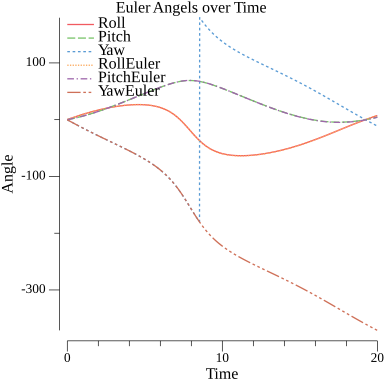 Euler Angels over Time
Roll
Pitch
Yaw
RollEuler
PitchEuler
YawEuler
100
-100
-300
Angle
0
10
20
Time